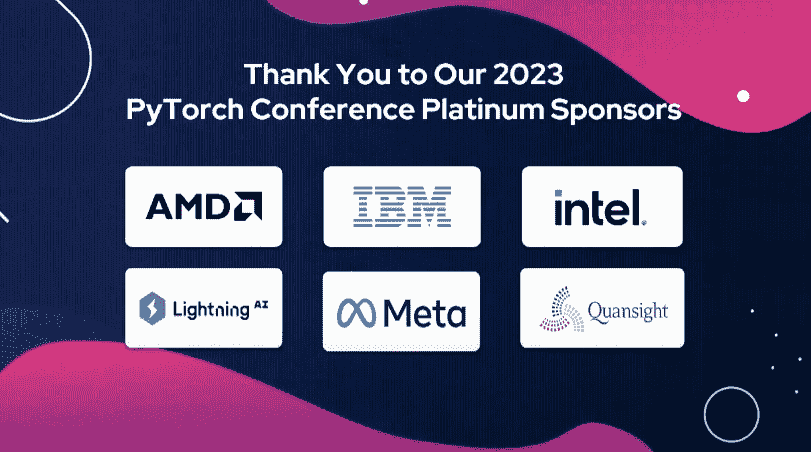 Thank You to Our 2023
PyTorch Conference Platinum Sponsors
AMD
IBM
intel.
Lightning AI
Meta
Quansight